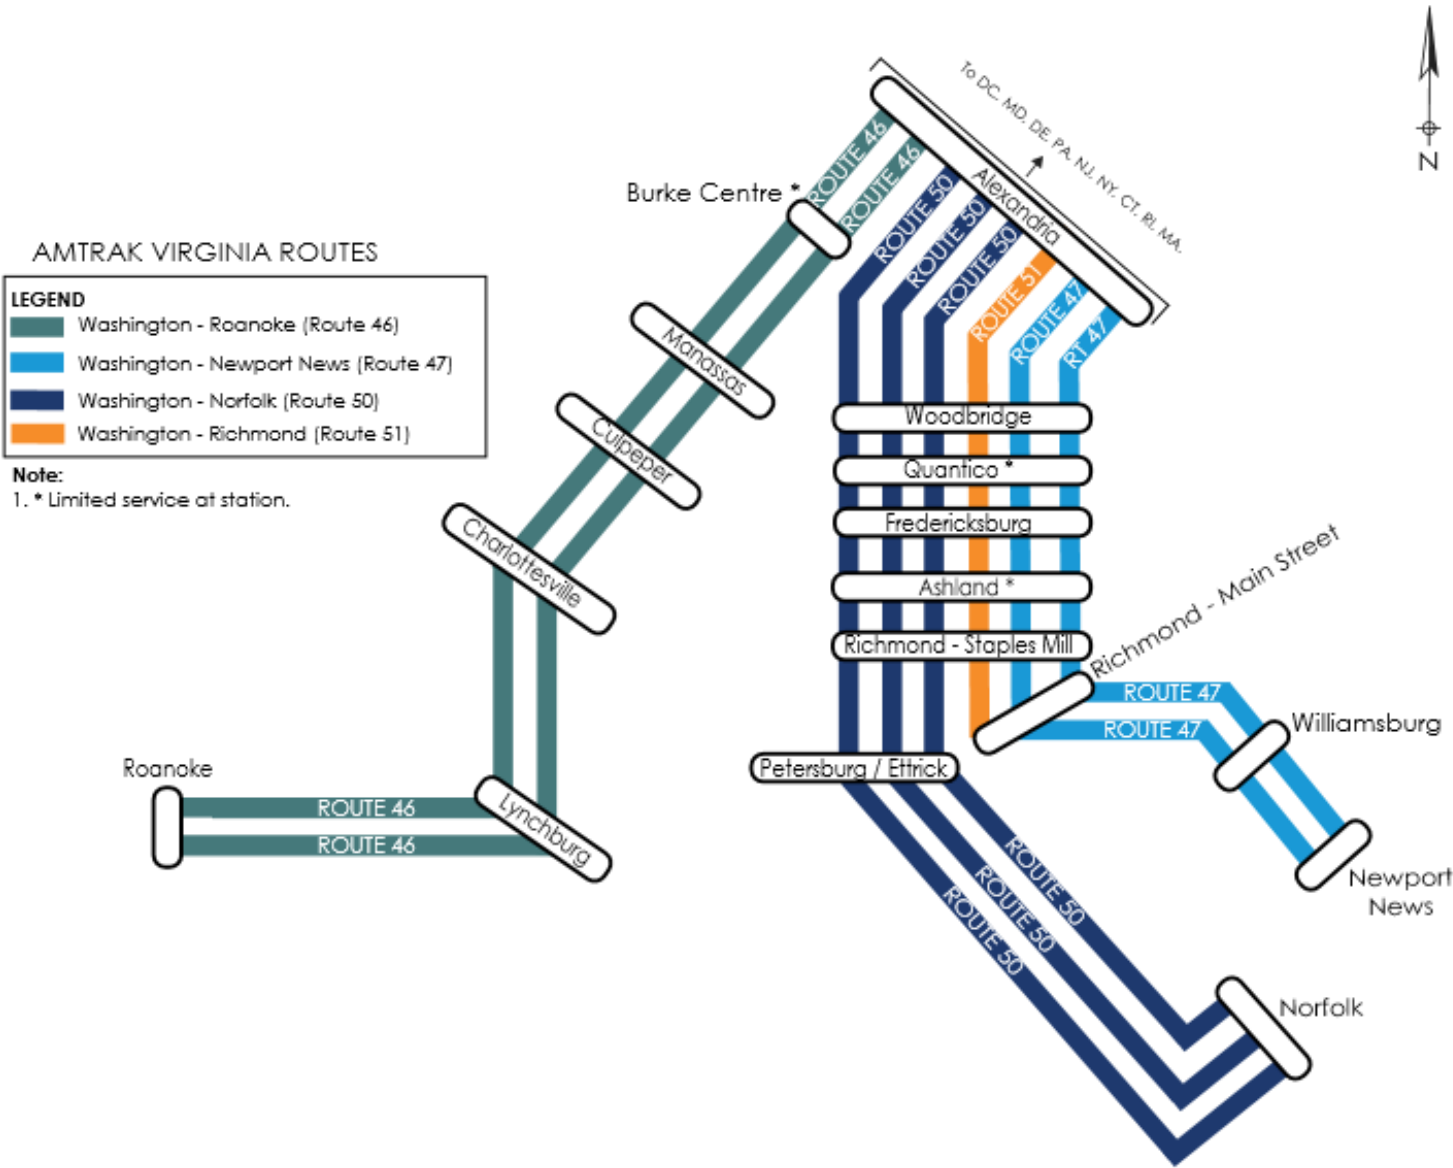 To DC, MD, DE, PA, NJ, NY, CT, RI, MA.
N
Alexandria
ROUTE 46
ROUTE 46
ROUTE 50
ROUTE 50
ROUTE 50
ROUTE 51
ROUTE 47
RT 47
Burke Centre *
AMTRAK VIRGINIA ROUTES
LEGEND
Washington - Roanoke (Route 46)
Washington - Newport News (Route 47)
Washington - Norfolk (Route 50)
Washington - Richmond (Route 51)
Note:
1. * Limited service at station.
Manassas
Culpeper
Charlottesville
Woodbridge
Quantico *
Fredericksburg
Ashland *
Richmond - Staples Mill
Richmond - Main Street
ROUTE 47
ROUTE 47
Williamsburg
Newport
News
Petersburg / Ettrick
Roanoke
ROUTE 46
ROUTE 46
Lynchburg
ROUTE 50
ROUTE 50
ROUTE 50
Norfolk